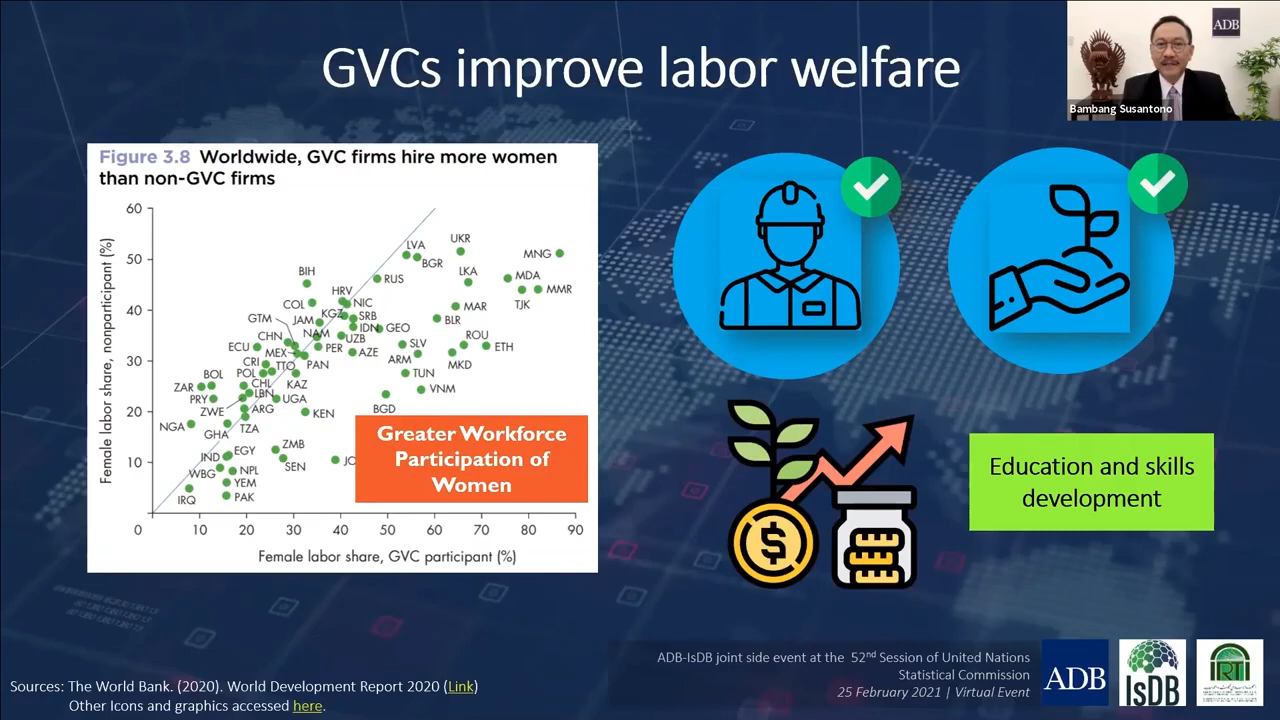 GVCs improve labor welfare
ADB
Bambang Susantono
Figure 3.8 Worldwide, GVC firms hire more women
than non-GVC firms
Female labor share, nonparticipant (%)
60
50
40
30
20
10
0
10
20
30
40
50
60
70
80
90
Female labor share, GVC participant (%)
UKR
LVA
BGR
MNG
BIH
RUS
LKA
MDA
MMR
TJK
HRV
COL
NIC
MAR
GTM
JAM
KGZ
SRB
BLR
IDN
GEO
CHN
NAM
UZB
SLV
ROU
ETH
ECU
MEX
PER
AZE
ARM
MKD
CRI
TTO
PAN
BOL
POL
TUN
ZAR
CHL
KAZ
VNM
PRY
LBN
UGA
BGD
ZWE
ARG
KEN
NGA
TZA
GHA
EGY
ZMB
IND
SEN
JO
WBG
NPL
YEM
IRQ
PAK
Greater Workforce
Participation of
Women
$
Education and skills
development
ADB-IsDB joint side event at the 52nd Session of United Nations
Statistical Commission
25 February 2021 | Virtual Event
ADB
IsDB
IRTI
Sources: The World Bank. (2020). World Development Report 2020 (Link)
Other Icons and graphics accessed here.